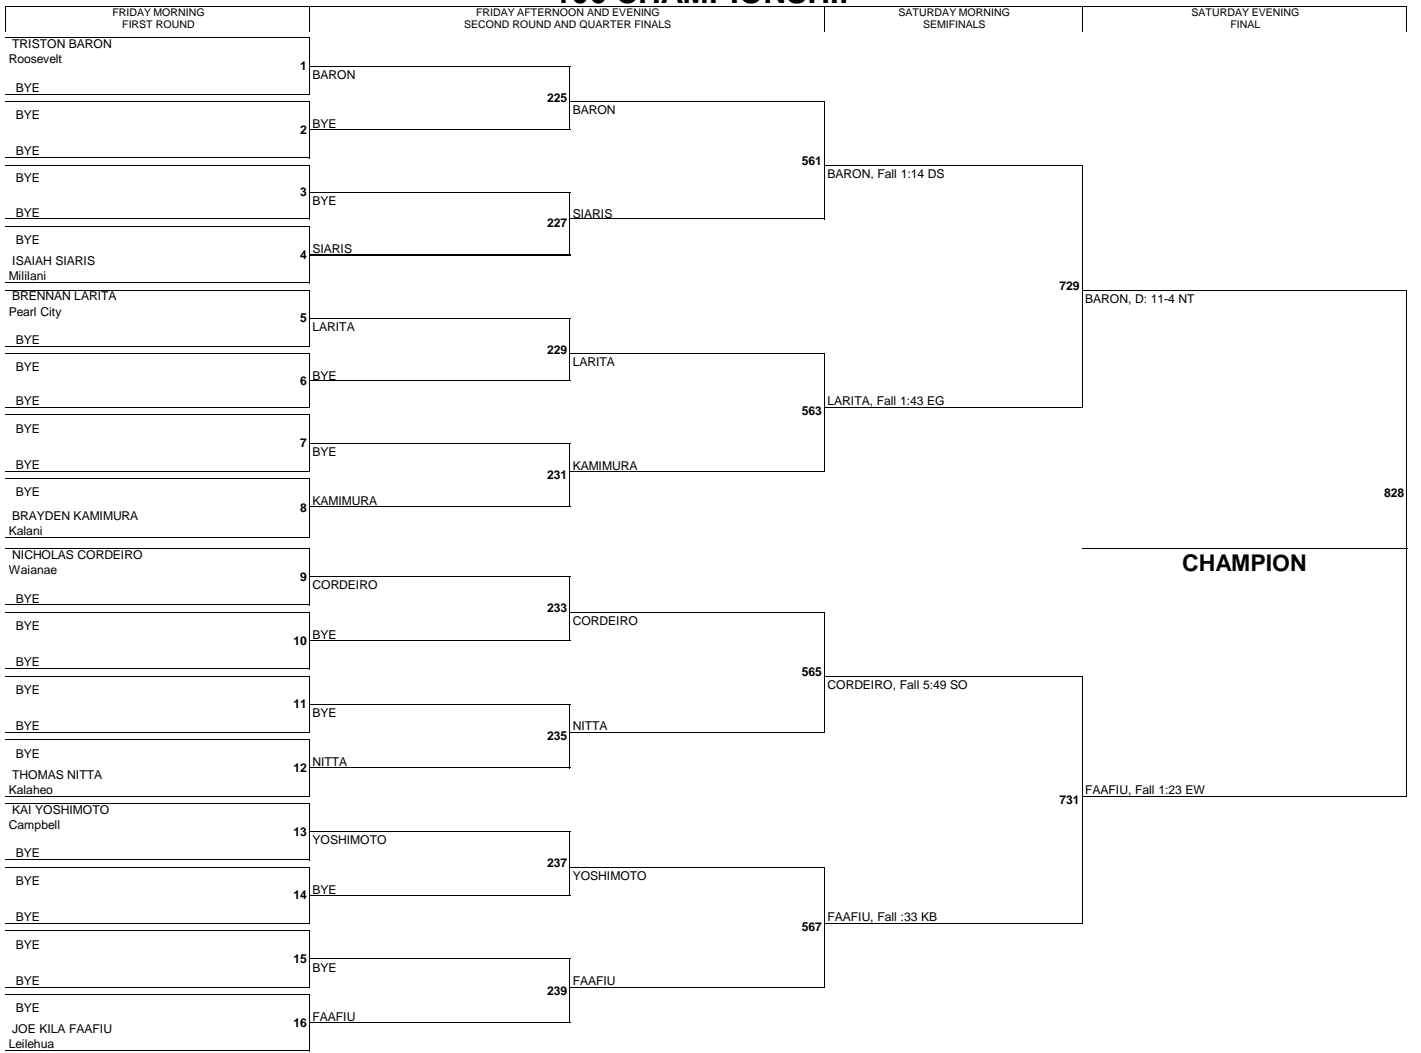 FRIDAY MORNING
FIRST ROUND
FRIDAY AFTERNOON AND EVENING
SECOND ROUND AND QUARTER FINALS
SATURDAY MORNING
SEMIFINALS
SATURDAY EVENING
FINAL
TRISTON BARON
Roosevelt
1
BYE
BYE
2
BYE
BYE
3
BYE
BYE
4
ISAIAH SIARIS
Mililani
BRENNAN LARITA
Pearl City
5
BYE
BYE
6
BYE
BYE
7
BYE
BYE
8
BRAYDEN KAMIMURA
Kalani
NICHOLAS CORDEIRO
Waianae
9
BYE
BYE
10
BYE
BYE
11
BYE
BYE
12
THOMAS NITTA
Kalaheo
KAI YOSHIMOTO
Campbell
13
BYE
BYE
14
BYE
BYE
15
BYE
BYE
16
JOE KILA FAAFIU
Leilehua
BARON
225
BYE
BYE
227
SIARIS
LARITA
229
BYE
BYE
231
KAMIMURA
CORDEIRO
233
BYE
BYE
235
NITTA
YOSHIMOTO
237
BYE
BYE
239
FAAFIU
BARON
561
SIARIS
LARITA
563
KAMIMURA
CORDEIRO
565
NITTA
YOSHIMOTO
567
FAAFIU
BARON, Fall 1:14 DS
729
LARITA, Fall 1:43 EG
CORDEIRO, Fall 5:49 SO
731
FAAFIU, Fall :33 KB
BARON, D: 11-4 NT
828
CHAMPION
FAAFIU, Fall 1:23 EW